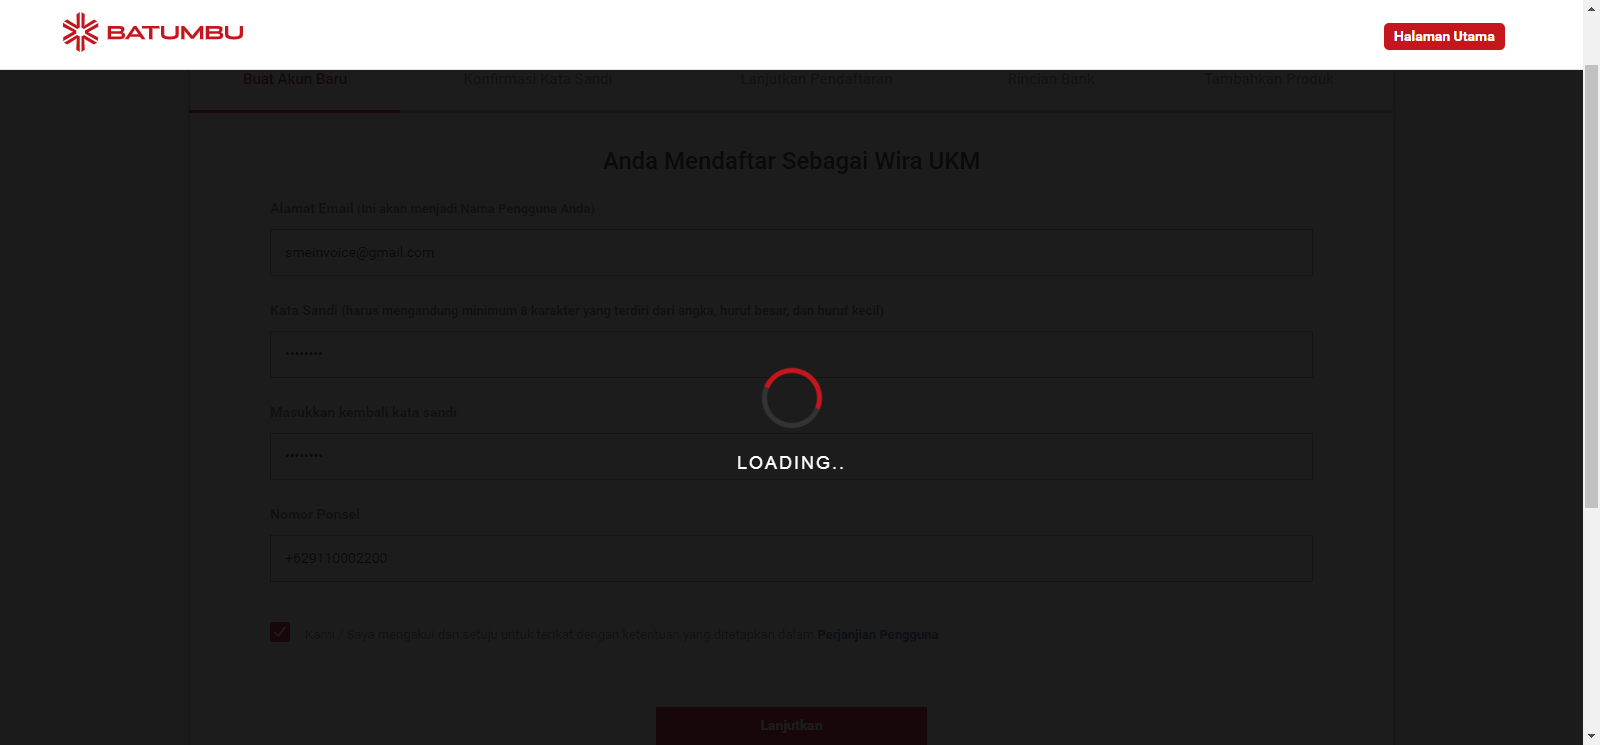 BATUMBU
Halaman Utama
Buat Akun Baru
Konfirmasi Kata Sandi
Lanjutkan Pendaftaran
Rincian Bank
Tambahkan Produk
Anda Mendaftar Sebagai Wira UKM
Alamat Email (Ini akan menjadi Nama Pengguna Anda)
smeinvoice@gmail.com
Kata Sandi (harus mengandung minimum 8 karakter yang terdiri dari angka, huruf besar, dan huruf kecil)
••••••••
Masukkan kembali kata sandi
••••••••
LOADING..
Nomor Ponsel
+629110002200
Kami / Saya mengakui dan setuju untuk terikat dengan ketentuan yang ditetapkan dalam Perjanjian Pengguna
Lanjutkan